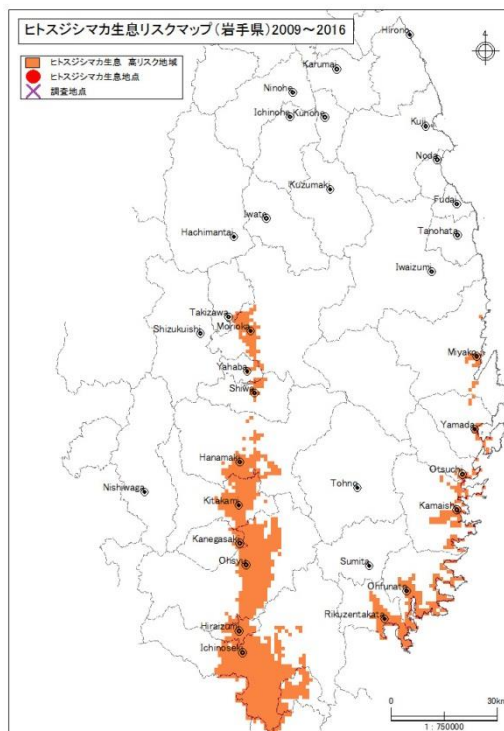 ヒトスジシマカ生息リスクマップ(岩手県)2009〜2016
ヒトスジシマカ生息 高リスク地域
ヒトスジシマカ生息地点
調査地点
4
Hirono
Karumai
Ninohe
Ichinohe Kunohe
Kuji
Noda
Kuzumaki
Fudai
Iwate
Tanohata
Hachimantai
Iwaizumi
Takizawa
Morioka
Shizukuishi
Miyako
Yahaba
Shiwa
Yamada
Hanamaki
Otsuchi
Nishiwaga
Tohno
Kitakami
Kamaishi
Kanegasaki
Ohsyu
Sumita
Ohfunato
Rikuzentakata
Hiraizumi
Ichinoseki
0 30km
1 : 750000